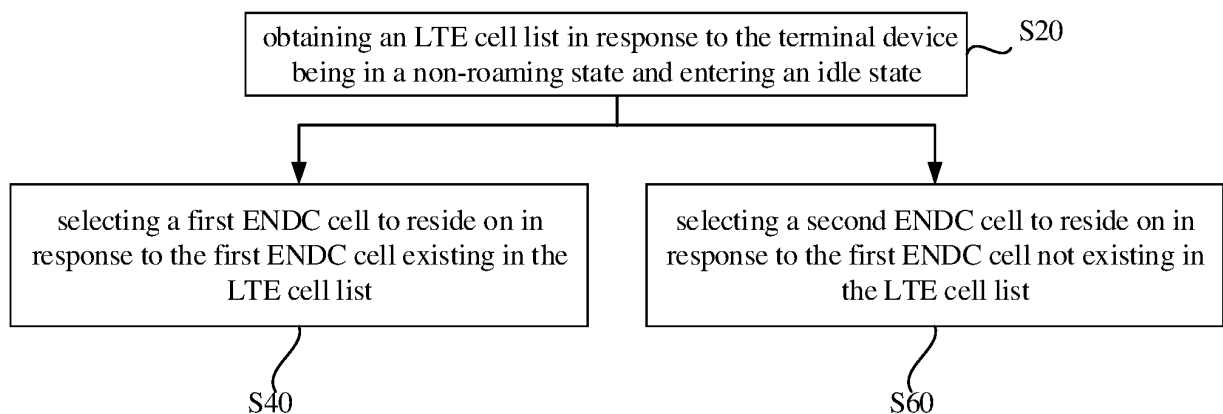 obtaining an LTE cell list in response to the terminal device
being in a non-roaming state and entering an idle state
S20
selecting a first ENDC cell to reside on in
response to the first ENDC cell existing in the
LTE cell list
S40
selecting a second ENDC cell to reside on in
response to the first ENDC cell not existing in
the LTE cell list
S60